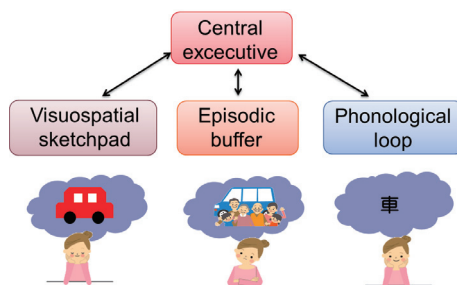 Central
excecutive
Visuospatial
sketchpad
Episodic
buffer
Phonological
loop
車